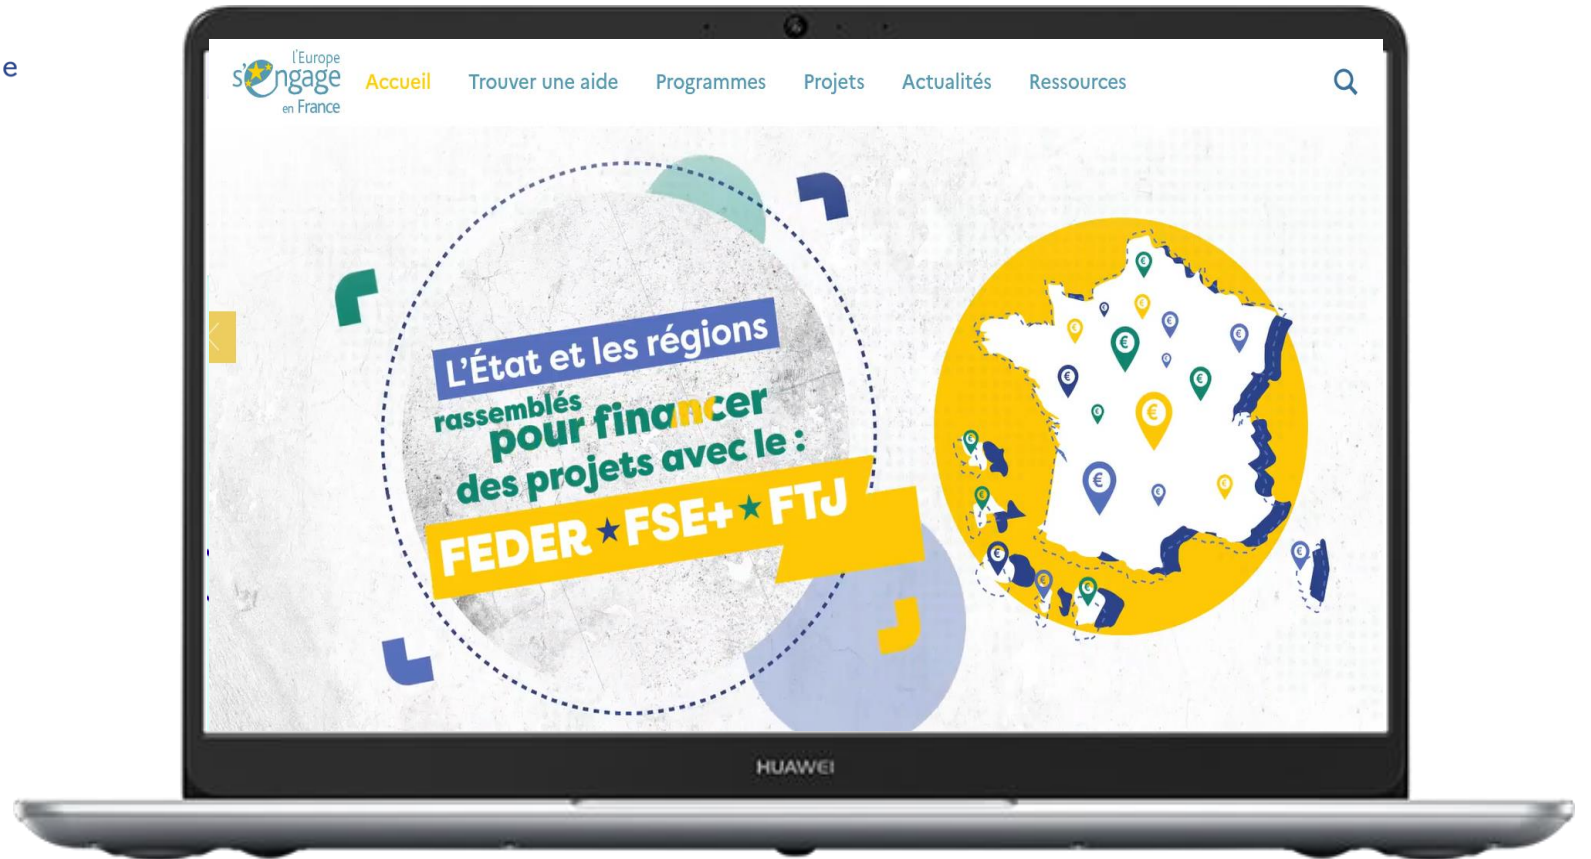 e
l'Europe
s'engage
en France
Accueil
Trouver une aide
Programmes
Projets
Actualités
Ressources
L'État et les régions
rassemblés
pour financer
des projets avec le :
FEDER ★ FSE+ ★ FTJ
HUAWEI